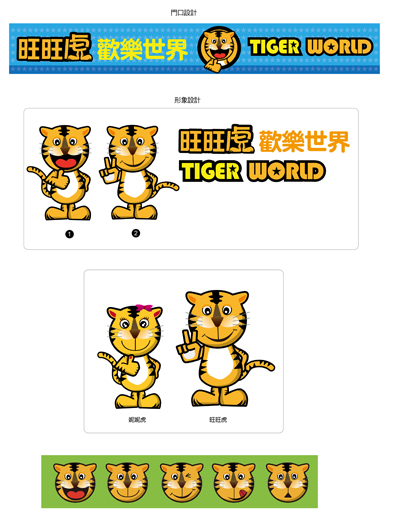 門口設計
旺旺虎 歡樂世界 TIGER WORLD
形象設計
旺旺虎 歡樂世界
TIGER WORLD
1 2
妮妮虎 旺旺虎